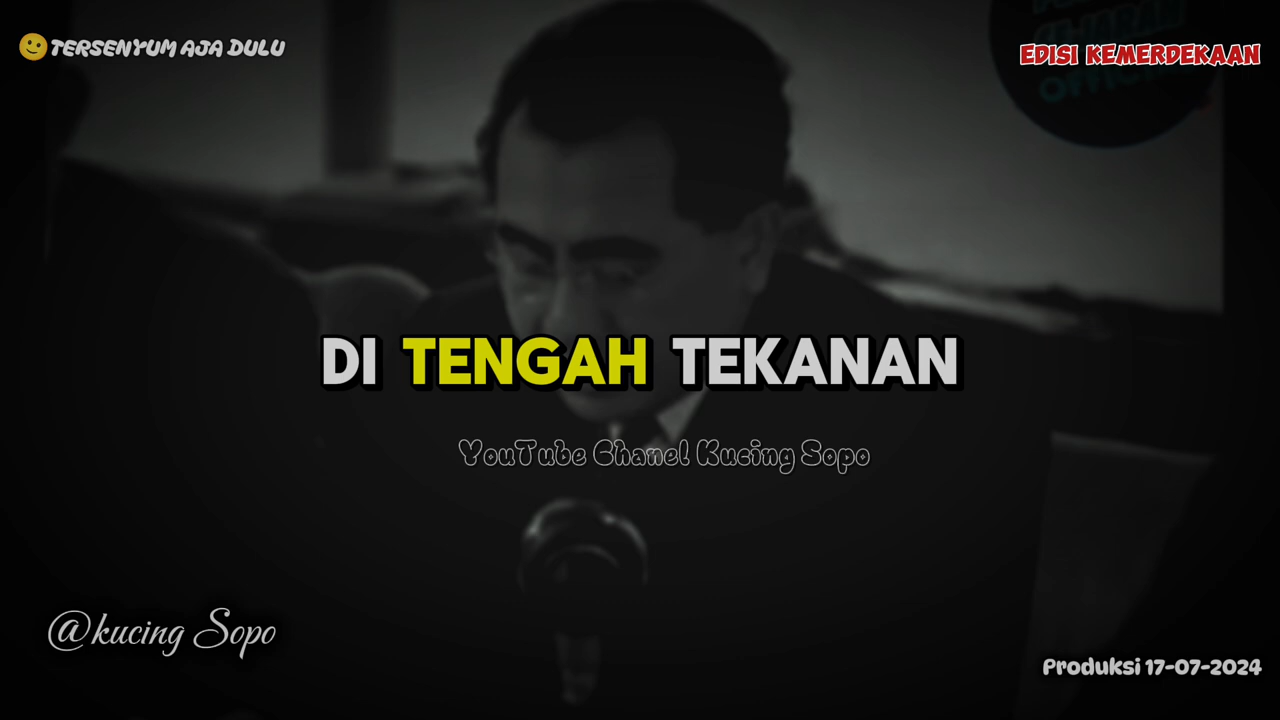 TERSENYUM AJA DULU
EDISI KEMERDEKAAN
DI TENGAH TEKANAN
YouTube Chanel Kucing Sopo
@kucing Sopo
Produksi 17-07-2024